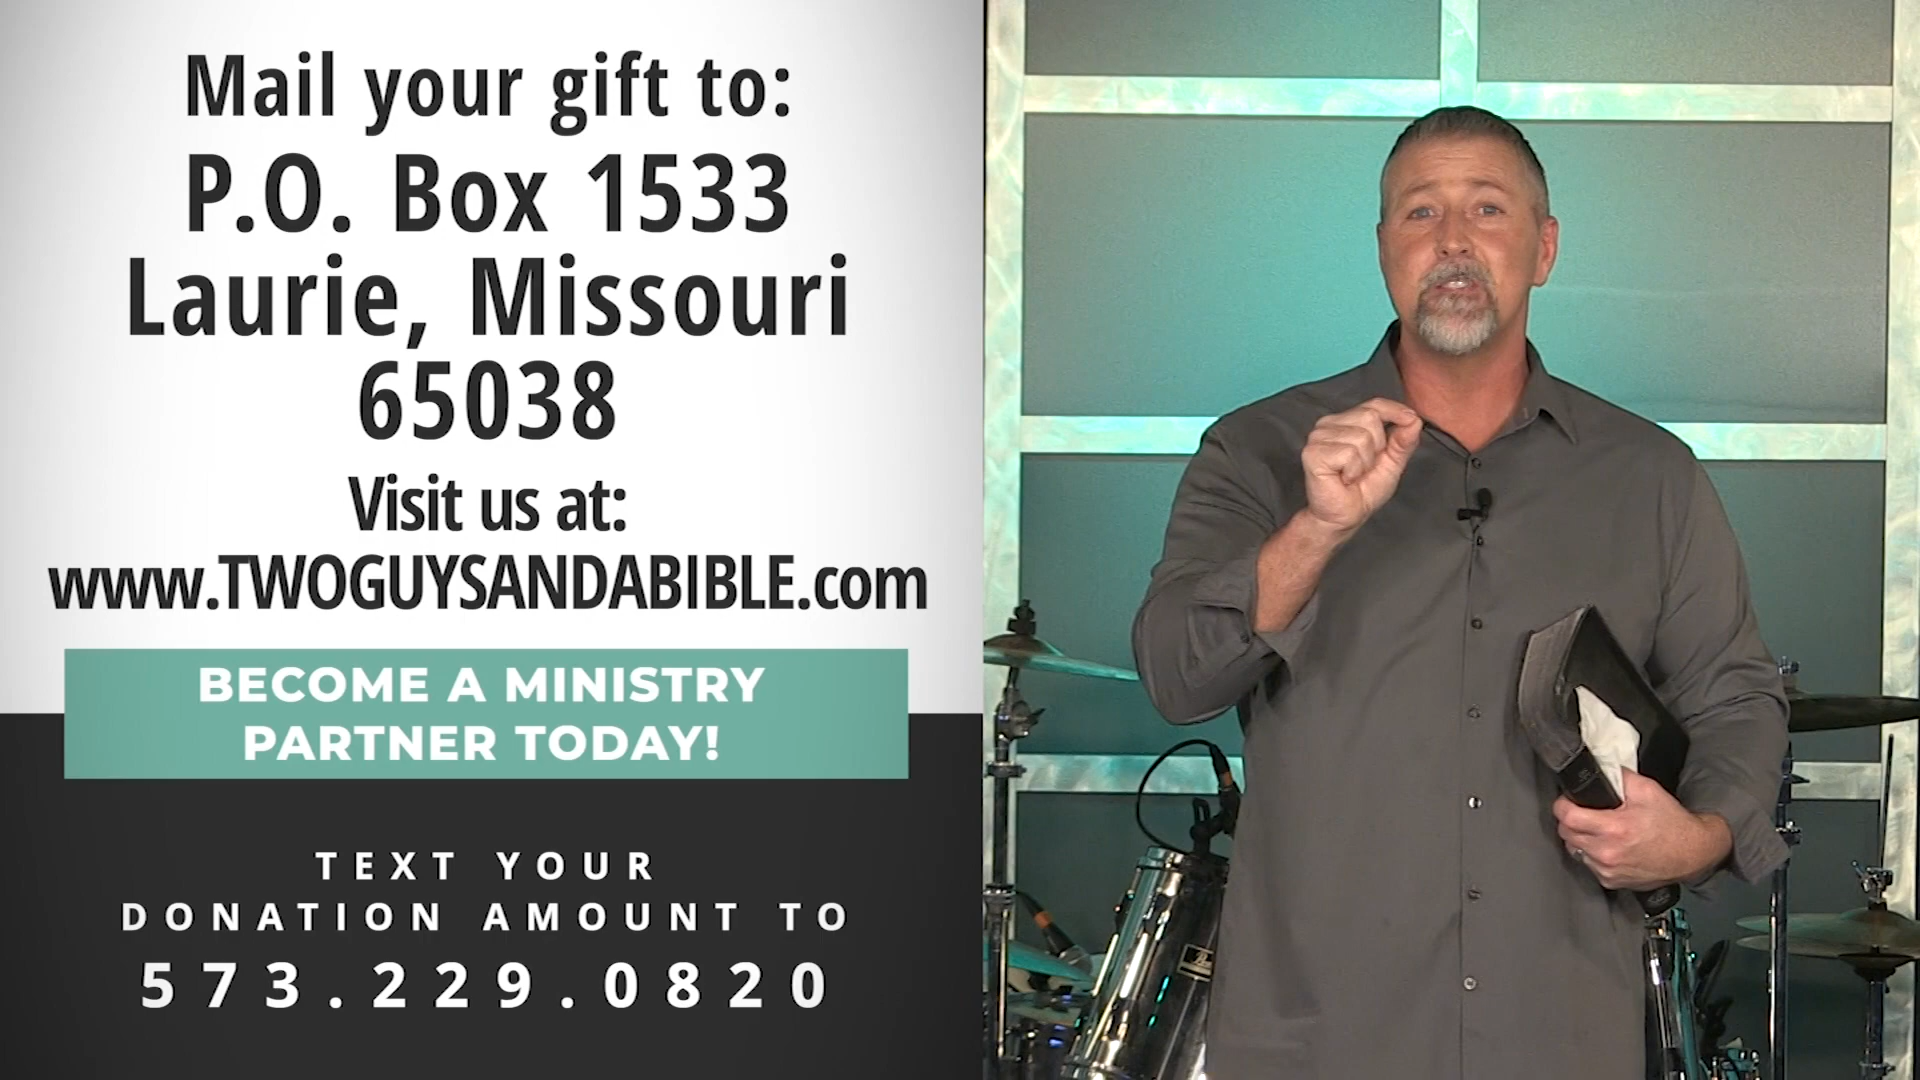 Mail your gift to:
P.O. Box 1533
Laurie, Missouri
65038
Visit us at:
www.TWOGUYSANDABIBLE.com
BECOME A MINISTRY
PARTNER TODAY!
TEXT YOUR
DONATION AMOUNT TO
573.229.0820